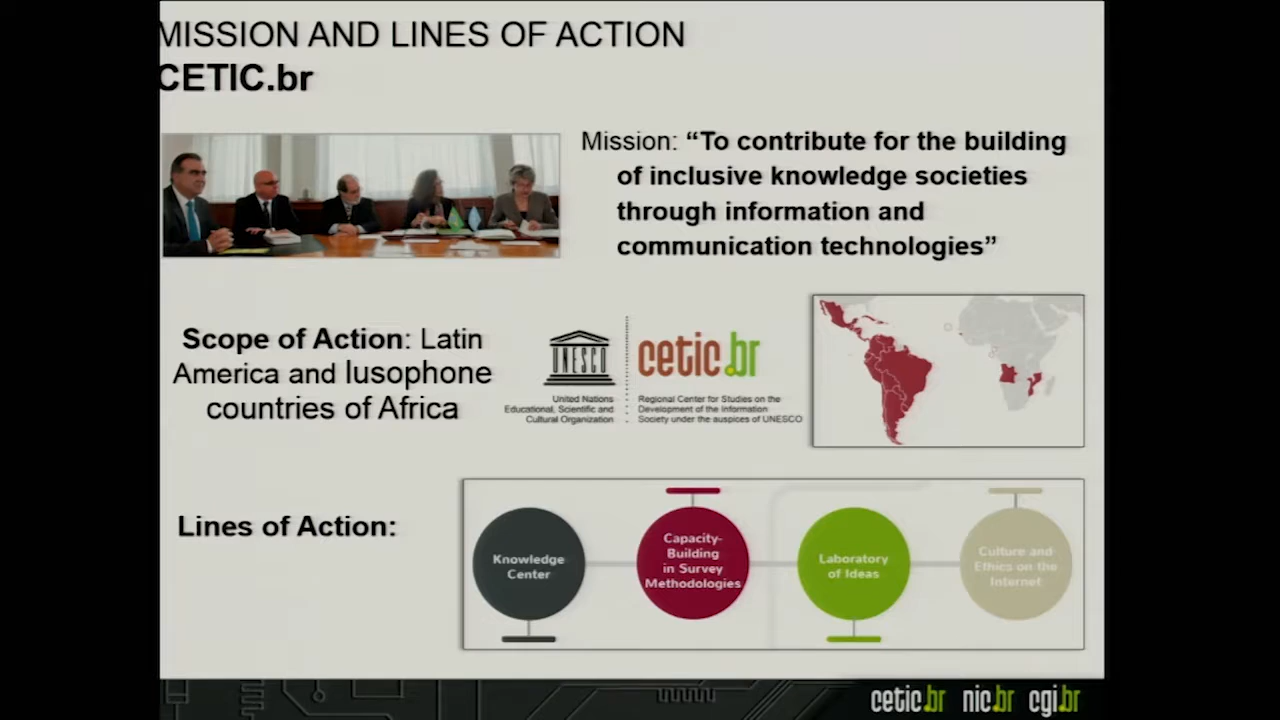 MISSION AND LINES OF ACTION
CETIC.br
Mission: “To contribute for the building
of inclusive knowledge societies
through information and
communication technologies”
Scope of Action: Latin
America and lusophone
countries of Africa
UNESCO
United Nations
Educational, Scientific and
Cultural Organization
cetic.br
Regional Center for Studies on the
Development of the Information
Society under the auspices of UNESCO
Lines of Action:
Knowledge
Center
Capacity-
Building
in Survey
Methodologies
Laboratory
of Ideas
Culture and
Ethics on the
Internet
cetic.br nic.br cgi.br